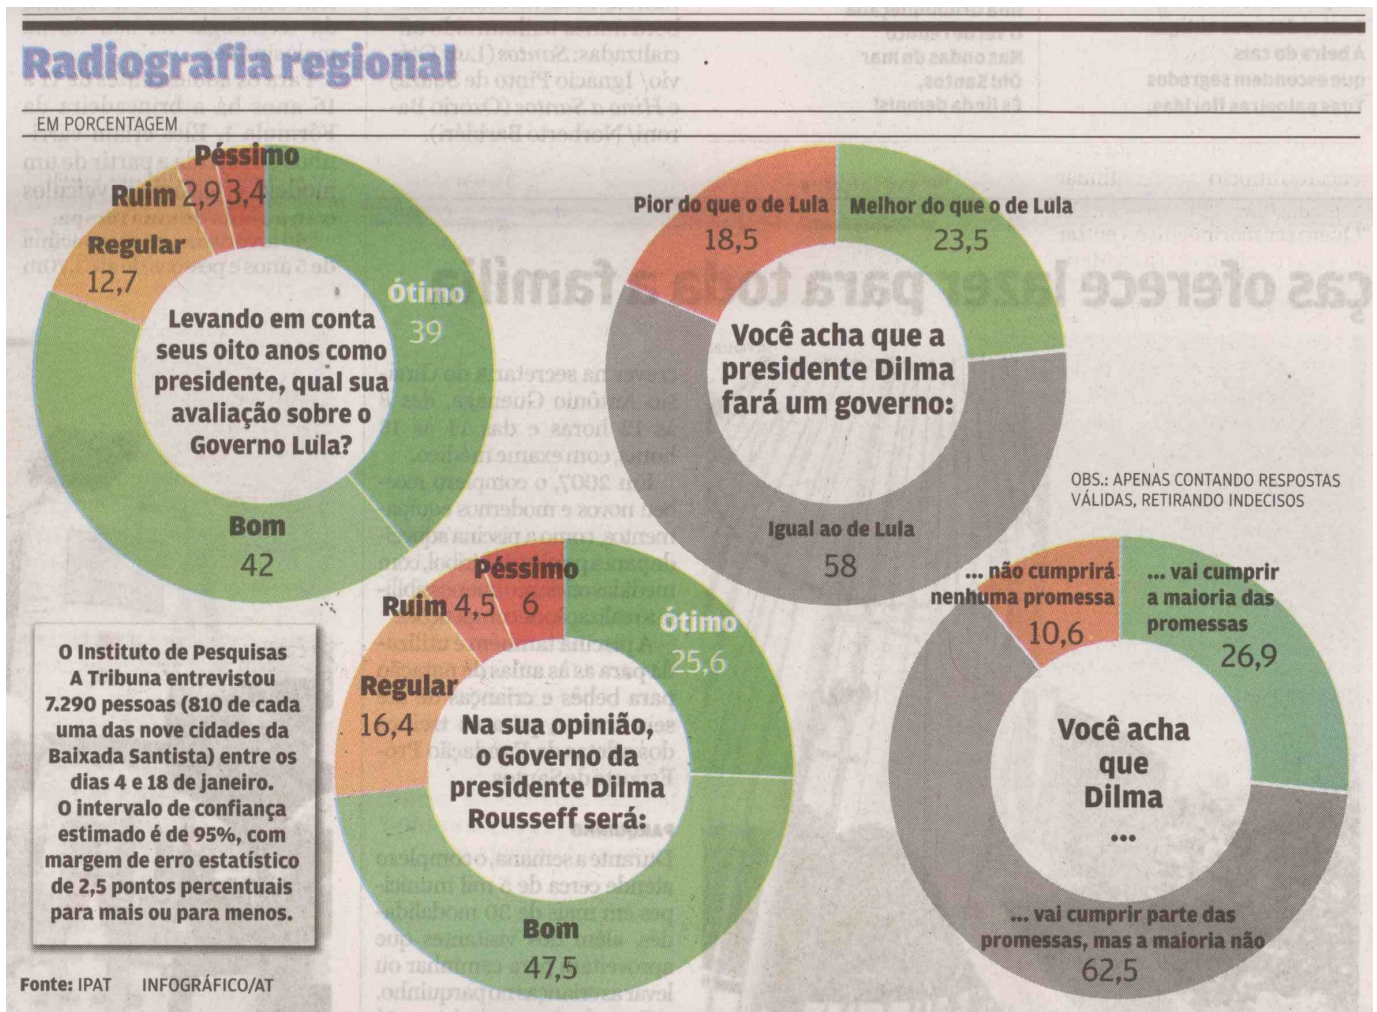 Radiografia regional
EM PORCENTAGEM
Péssimo
Ruim 2,9 3,4
Regular
12,7
Ótimo
39
Levando em conta
seus oito anos como
presidente, qual sua
avaliação sobre o
Governo Lula?
Bom
42
Pior do que o de Lula
18,5
Melhor do que o de Lula
23,5
Você acha que a
presidente Dilma
fará um governo:
Igual ao de Lula
58
OBS.: APENAS CONTANDO RESPOSTAS
VÁLIDAS, RETIRANDO INDECISOS
Péssimo
Ruim 4,5 6
Regular
16,4
Ótimo
25,6
Na sua opinião,
o Governo da
presidente Dilma
Rousseff será:
Bom
47,5
... não cumprirá
nenhuma promessa
10,6
... vai cumprir
a maioria das
promessas
26,9
Você acha
que
Dilma
...
... vai cumprir parte das
promessas, mas a maioria não
62,5
O Instituto de Pesquisas
A Tribuna entrevistou
7.290 pessoas (810 de cada
uma das nove cidades da
Baixada Santista) entre os
dias 4 e 18 de janeiro.
O intervalo de confiança
estimado é de 95%, com
margem de erro estatístico
de 2,5 pontos percentuais
para mais ou para menos.
Fonte: IPAT INFOGRÁFICO/AT